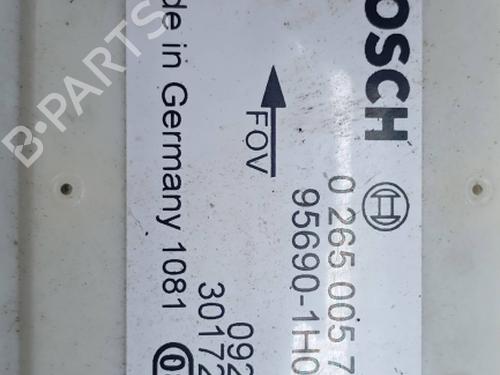 BOSCH
0 265 005 7
95690-1H0
FOV
092
3017
de in Germany 1081
B-PARTS